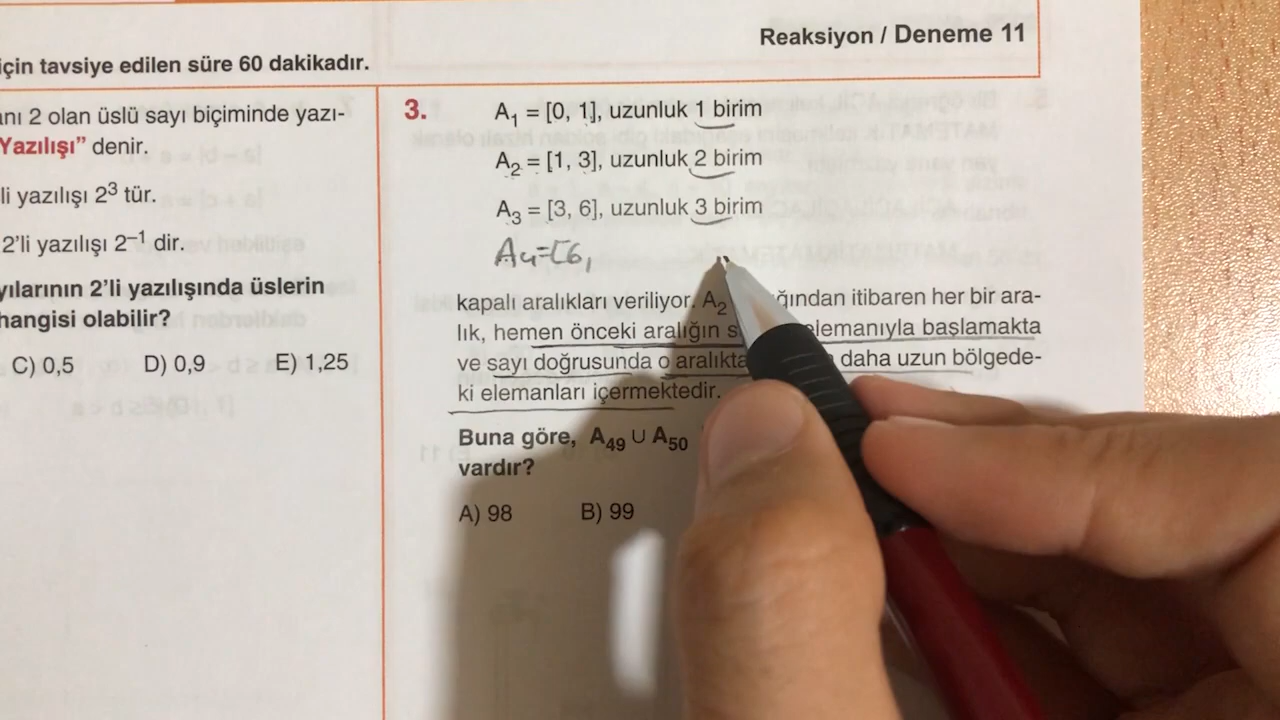 Reaksiyon / Deneme 11
için tavsiye edilen süre 60 dakikadır.
anı 2 olan üslü sayı biçiminde yazı-
Yazılışı” denir.
li yazılışı 2³ tür.
2’li yazılışı 2⁻¹ dir.
yılarının 2’li yazılışında üslerin
hangisi olabilir?
C) 0,5 D) 0,9 E) 1,25
3. A₁ = [0, 1], uzunluk 1 birim
A₂ = [1, 3], uzunluk 2 birim
A₃ = [3, 6], uzunluk 3 birim
A₄=[6,
kapalı aralıkları veriliyor. A₂ ğından itibaren her bir ara-
lık, hemen önceki aralığın s elemanıyla başlamakta
ve sayı doğrusunda o aralıkta daha uzun bölgede-
ki elemanları içermektedir.
Buna göre, A₄₉ ∪ A₅₀
vardır?
A) 98 B) 99